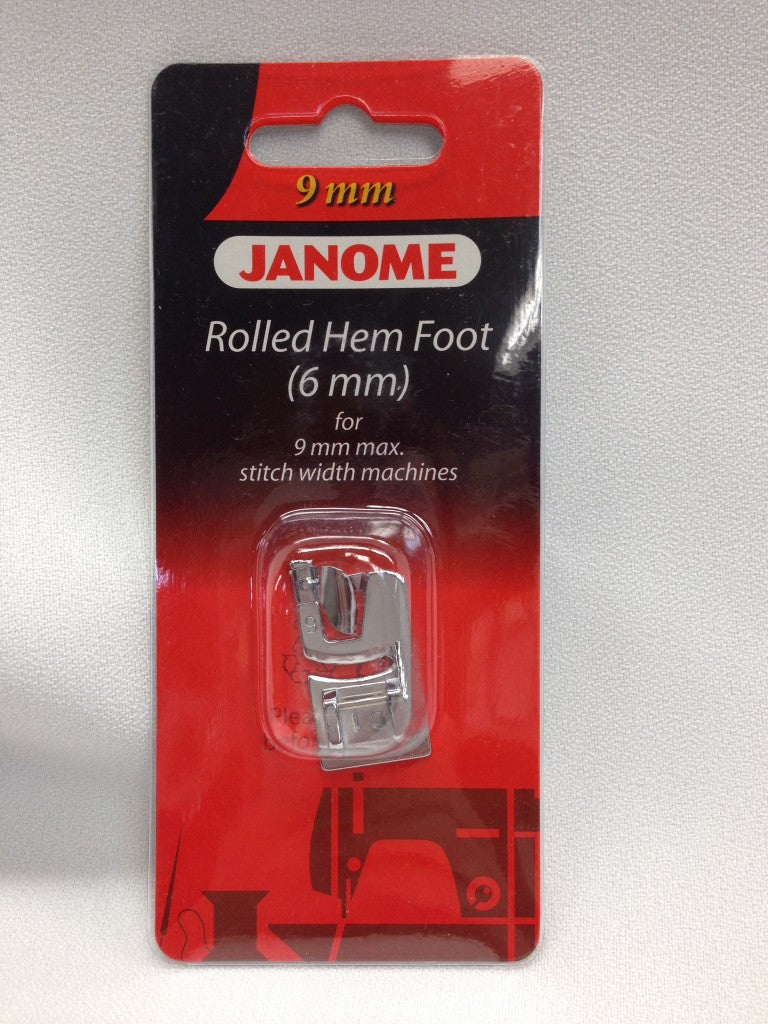 9 mm
JANOME
Rolled Hem Foot
(6 mm)
for
9 mm max.
stitch width machines